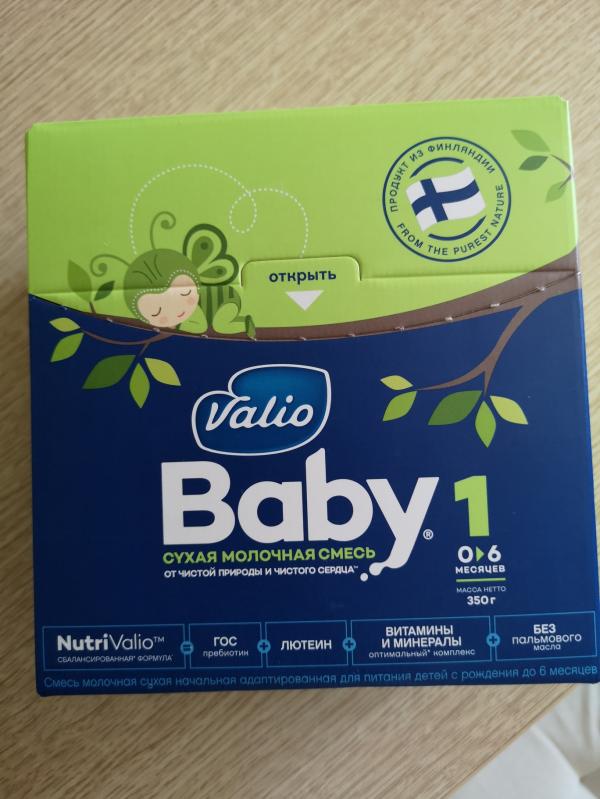 ПРОДУКТ ИЗ ФИНЛЯНДИИ
FROM THE PUREST NATURE
открыть
Valio
Baby® 1
СУХАЯ МОЛОЧНАЯ СМЕСЬ
ОТ ЧИСТОЙ ПРИРОДЫ И ЧИСТОГО СЕРДЦА™
0▸6
МЕСЯЦЕВ
МАССА НЕТТО
350 г
NutriValio™
СБАЛАНСИРОВАННАЯ* ФОРМУЛА
=
ГОС
пребиотик
+
ЛЮТЕИН
+
ВИТАМИНЫ
И МИНЕРАЛЫ
оптимальный* комплекс
+
БЕЗ
пальмового
масла
Смесь молочная сухая начальная адаптированная для питания детей с рождения до 6 месяцев